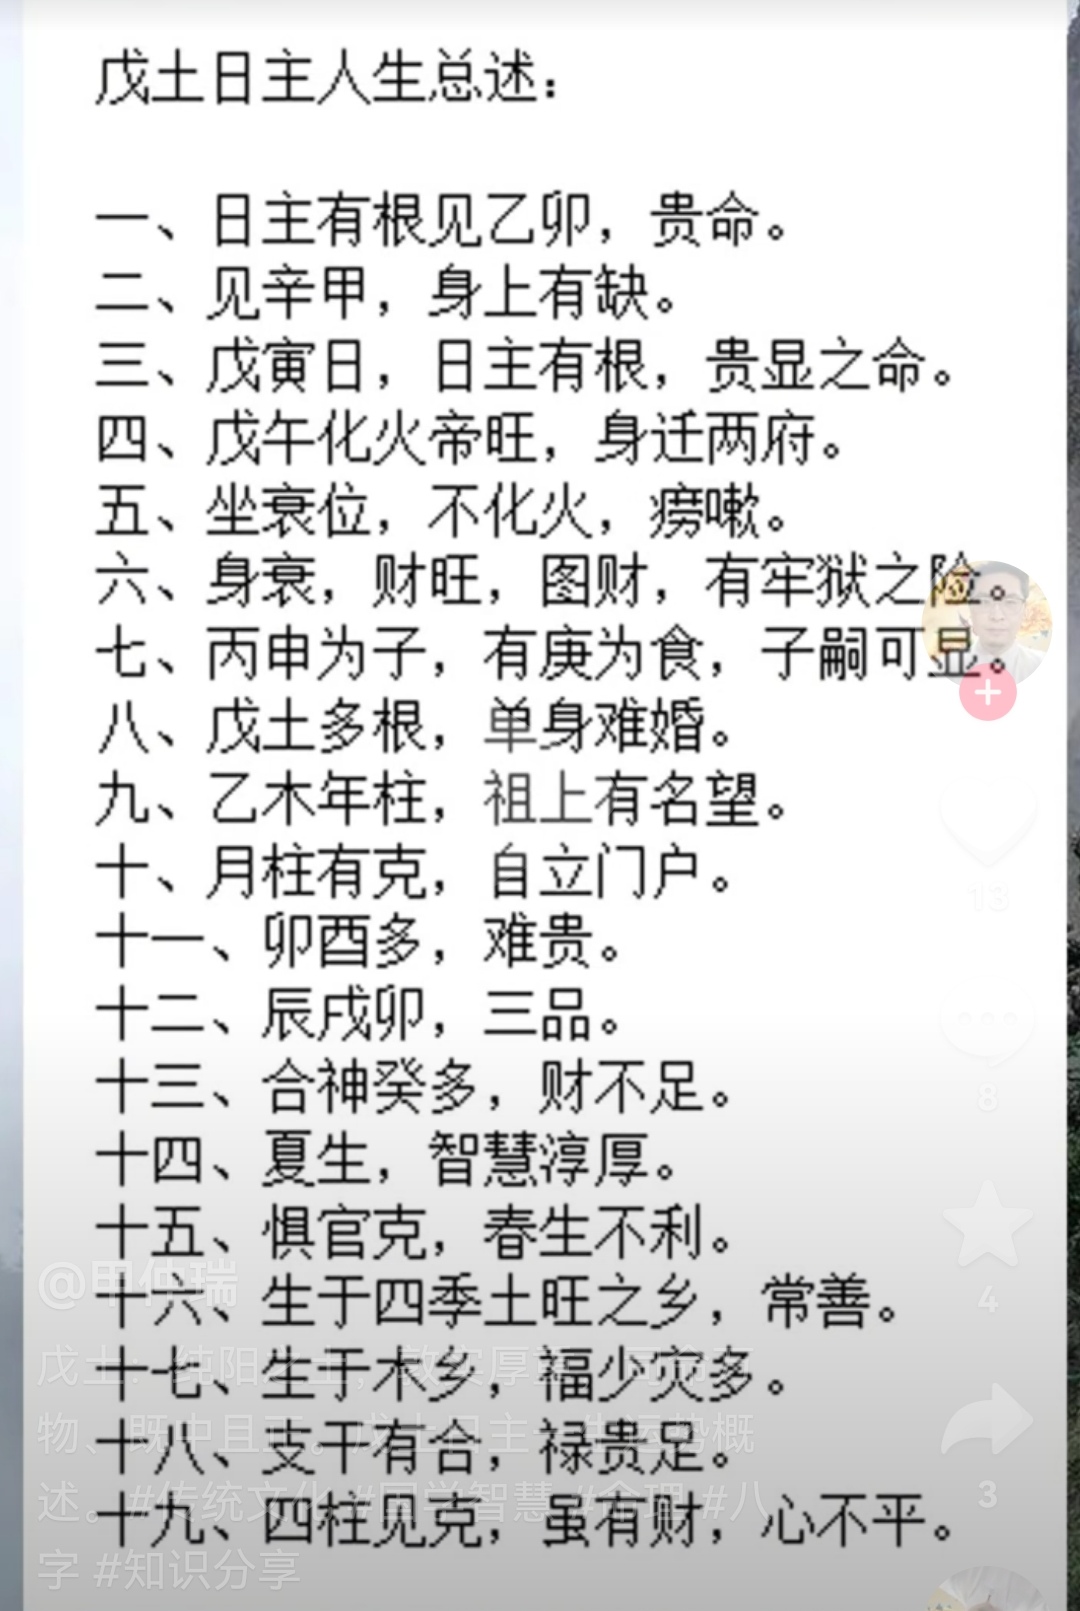 戊土日主人生总述：
一、日主有根见乙卯，贵命。
二、见辛甲，身上有缺。
三、戊寅日，日主有根，贵显之命。
四、戊午化火帝旺，身迁两府。
五、坐衰位，不化火，痨嗽。
六、身衰，财旺，图财，有牢狱之险。
七、丙申为子，有庚为食，子嗣可显。
八、戊土多根，单身难婚。
九、乙木年柱，祖上有名望。
十、月柱有克，自立门户。
十一、卯酉多，难贵。
十二、辰戌卯，三品。
十三、合神癸多，财不足。
十四、夏生，智慧淳厚。
十五、惧官克，春生不利。
十六、生于四季土旺之乡，常善。
十七、生于木乡，福少灾多。
十八、支干有合，禄贵足。
十九、四柱见克，虽有财，心不平。
13
8
4
3
@甲仲瑞
戊土：纯阳
物、既中且正。戊土日主 概
述。#传统文化 #国学智慧 #命理 #八
字 #知识分享